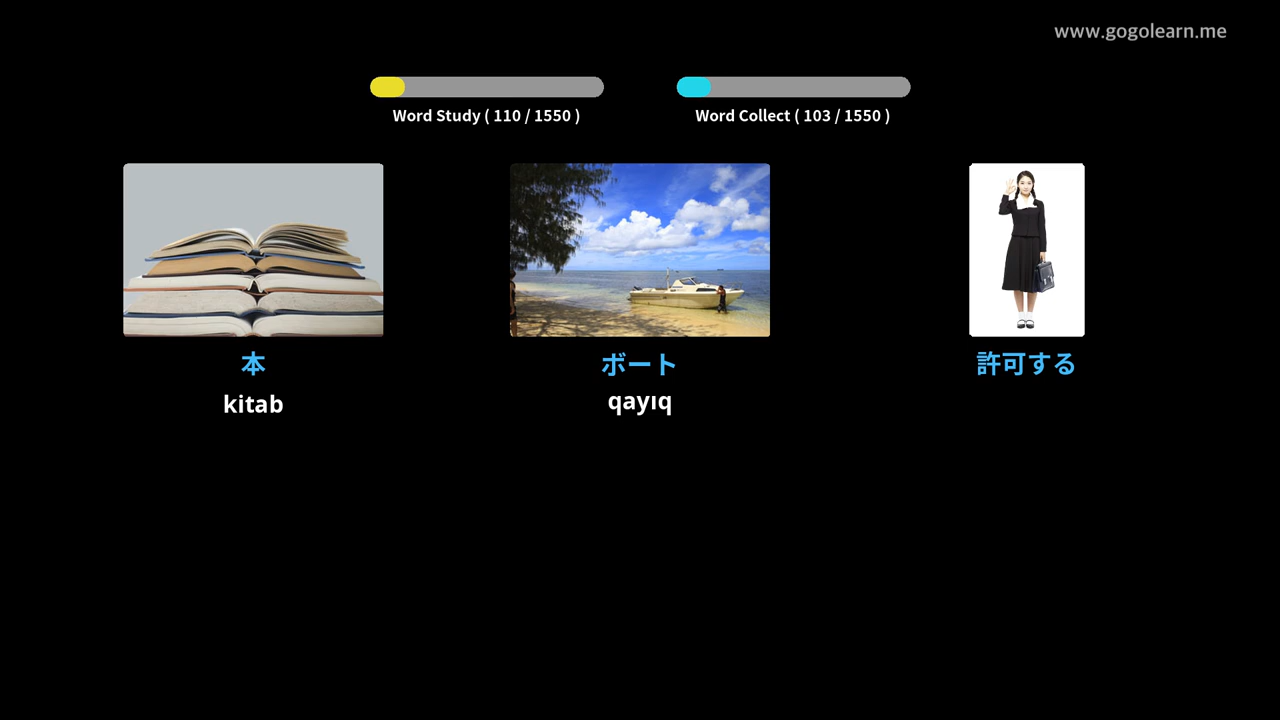 www.gogolearn.me
Word Study ( 110 / 1550 )
Word Collect ( 103 / 1550 )
本
ボート
許可する
kitab
qayıq